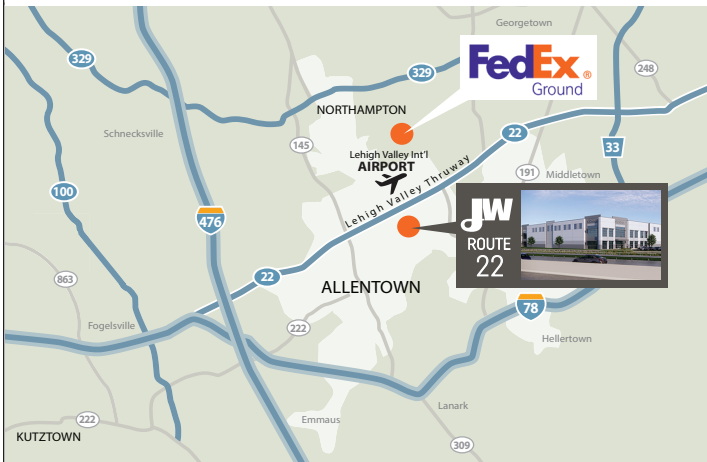 Georgetown
329
FedEx®
Ground
248
329
NORTHAMPTON
Schnecksville
22
145
33
Lehigh Valley Int'l
AIRPORT
191
Middletown
100
Lehigh Valley Thruway
476
JW
ROUTE
22
863
22
ALLENTOWN
78
Fogelsville
222
Hellertown
Lanark
222
Emmaus
KUTZTOWN
309